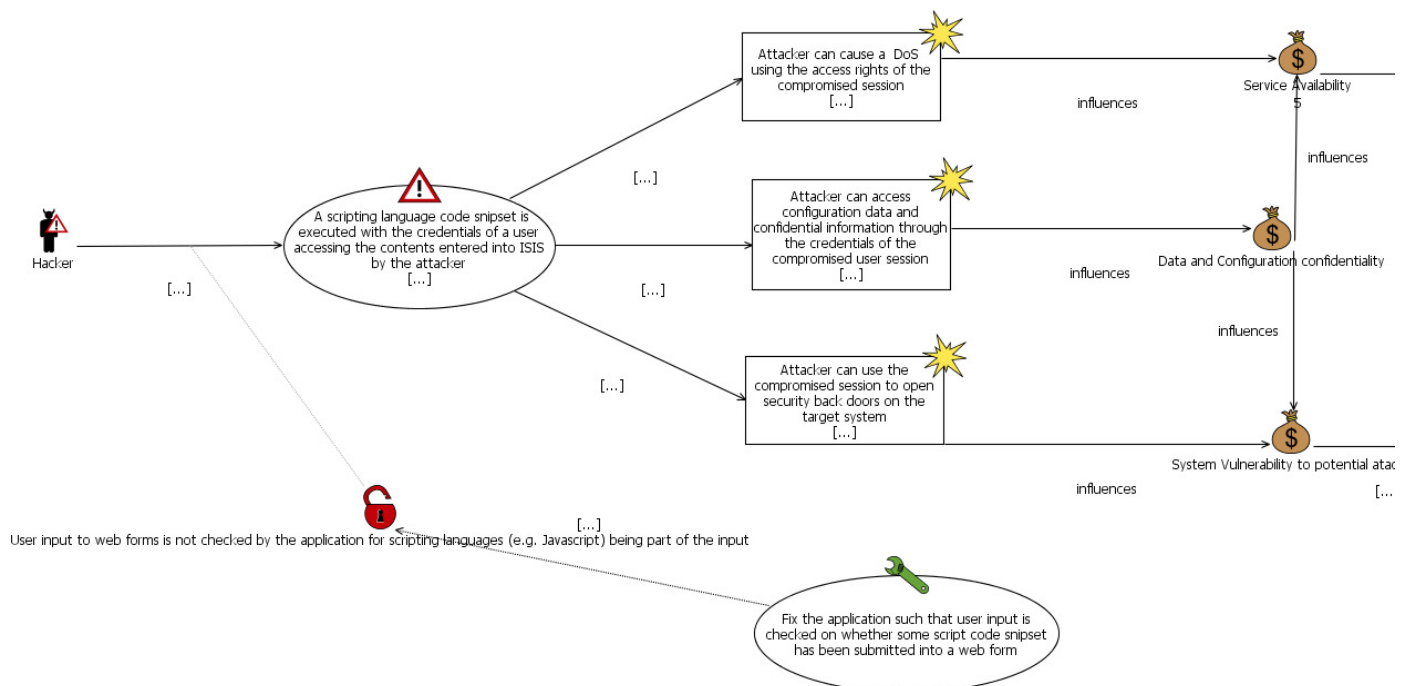 Attacker can cause a DoS
using the access rights of the
compromised session
[...]
influences
$
Service Availability
5
influences
[...]
Attacker can access
configuration data and
confidential information through
the credentials of the
compromised user session
[...]
influences
$
Data and Configuration confidentiality
influences
!
A scripting language code snipset is
executed with the credentials of a user
accessing the contents entered into ISIS
by the attacker
[...]
!
Hacker
[...]
[...]
[...]
Attacker can use the
compromised session to open
security back doors on the
target system
[...]
influences
$
System Vulnerability to potential atac
[...
[...]
User input to web forms is not checked by the application for scripting languages (e.g. Javascript) being part of the input
Fix the application such that user input is
checked on whether some script code snipset
has been submitted into a web form